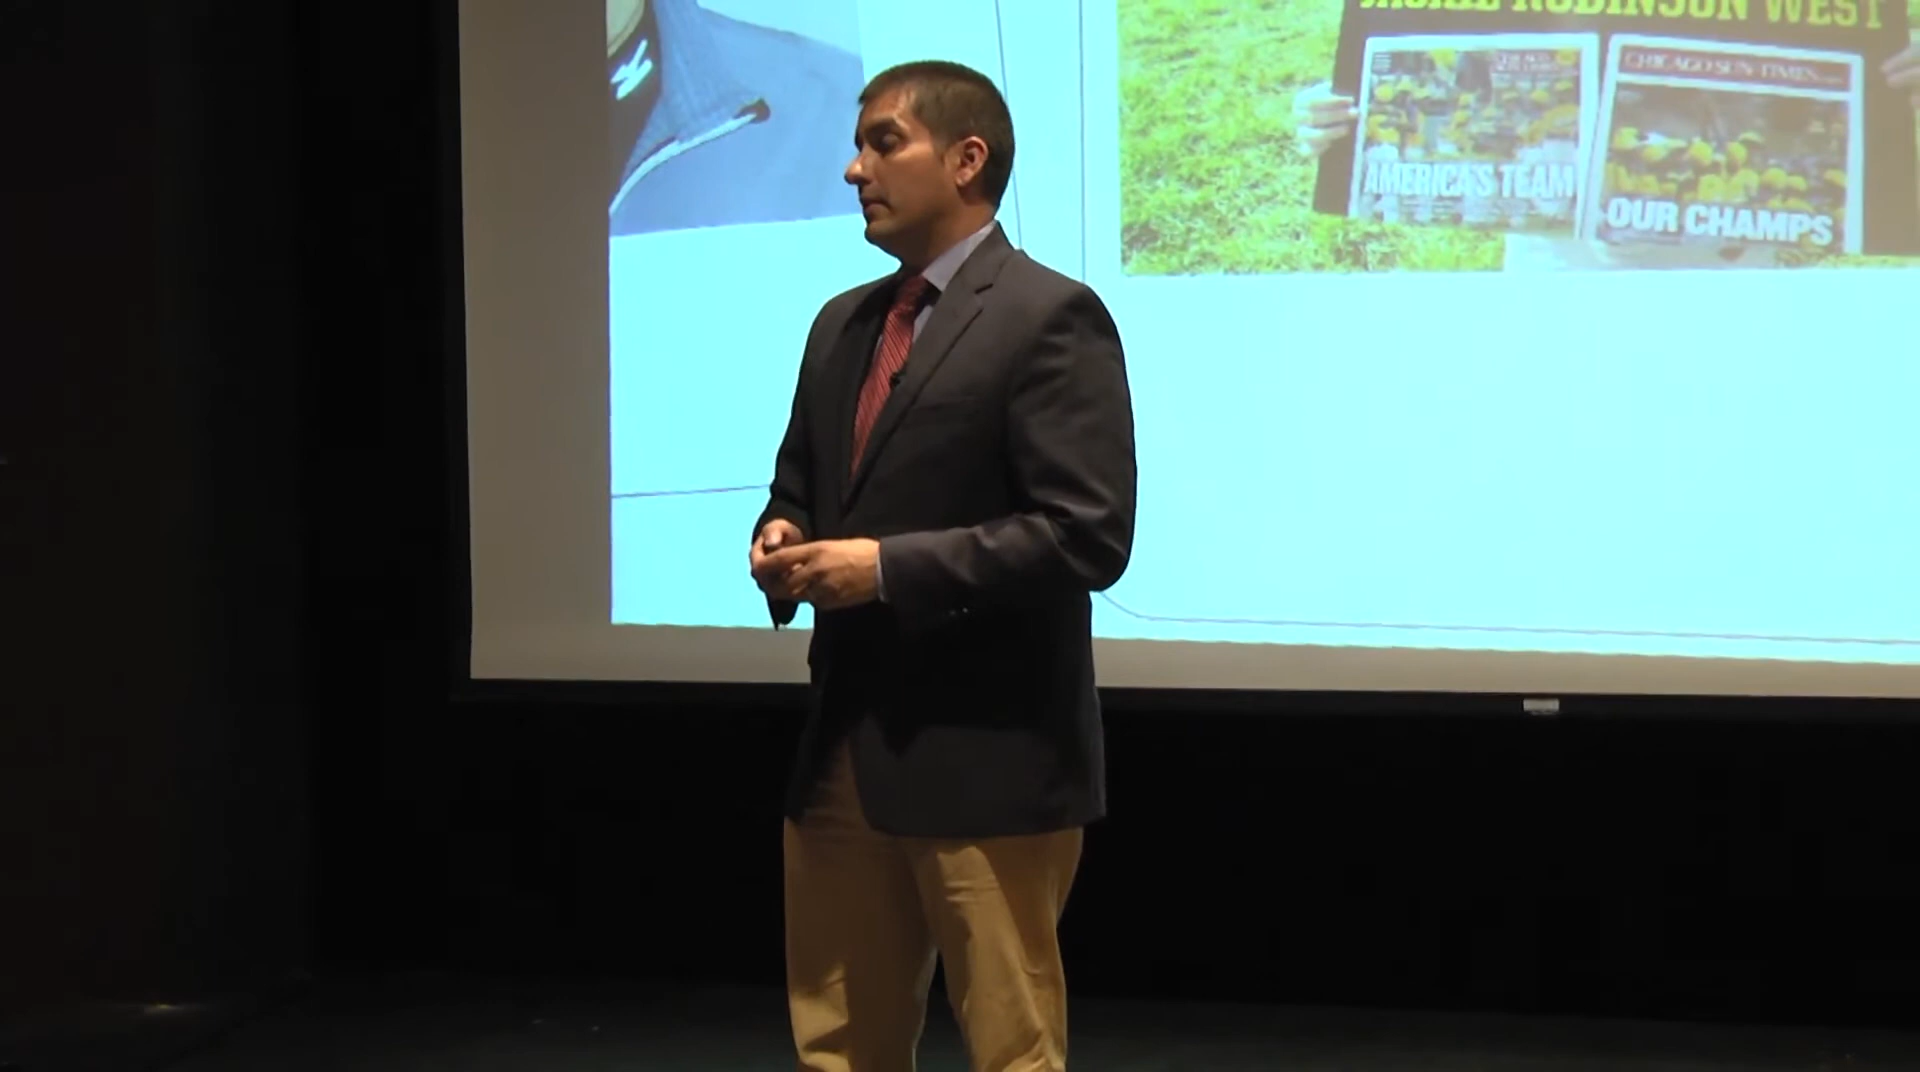 JACKIE ROBINSON WEST
AMERICA'S TEAM
CHICAGO SUN-TIMES
OUR CHAMPS